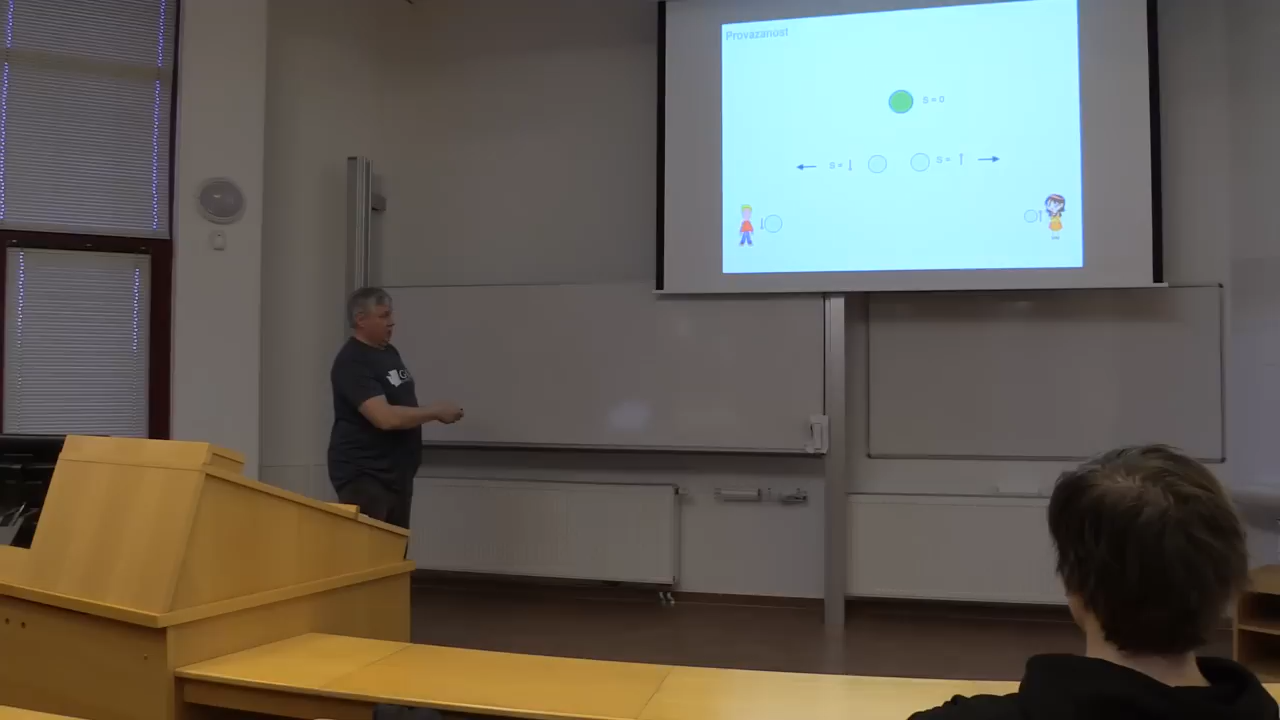 Provazanost
S = 0
S = ↓
S = ↑
↓
↑